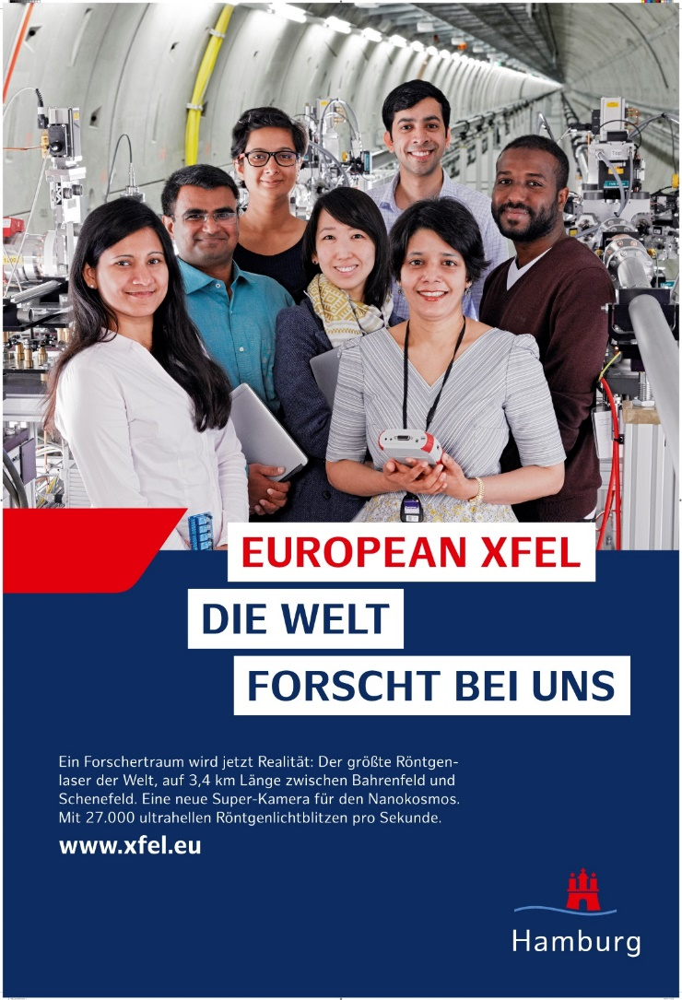 EUROPEAN XFEL
DIE WELT
FORSCHT BEI UNS
Ein Forschertraum wird jetzt Realität: Der größte Röntgen-
laser der Welt, auf 3,4 km Länge zwischen Bahrenfeld und
Schenefeld. Eine neue Super-Kamera für den Nanokosmos.
Mit 27.000 ultrahellen Röntgenlichtblitzen pro Sekunde.
www.xfel.eu
Hamburg